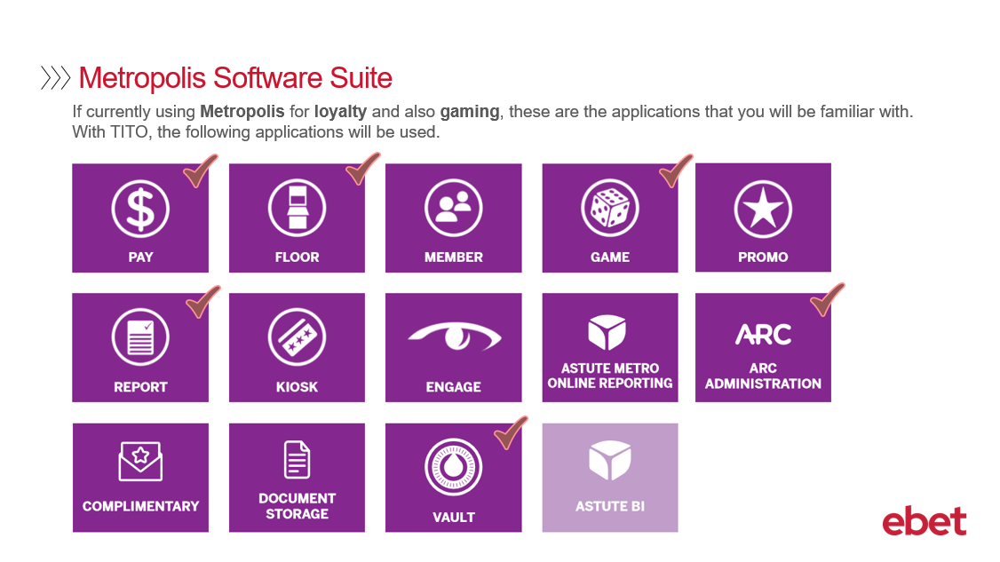 Metropolis Software Suite
If currently using Metropolis for loyalty and also gaming, these are the applications that you will be familiar with.
With TITO, the following applications will be used.
PAY
FLOOR
MEMBER
GAME
PROMO
REPORT
KIOSK
ENGAGE
ASTUTE METRO
ONLINE REPORTING
ARC
ARC
ADMINISTRATION
COMPLIMENTARY
DOCUMENT
STORAGE
VAULT
ASTUTE BI
ebet